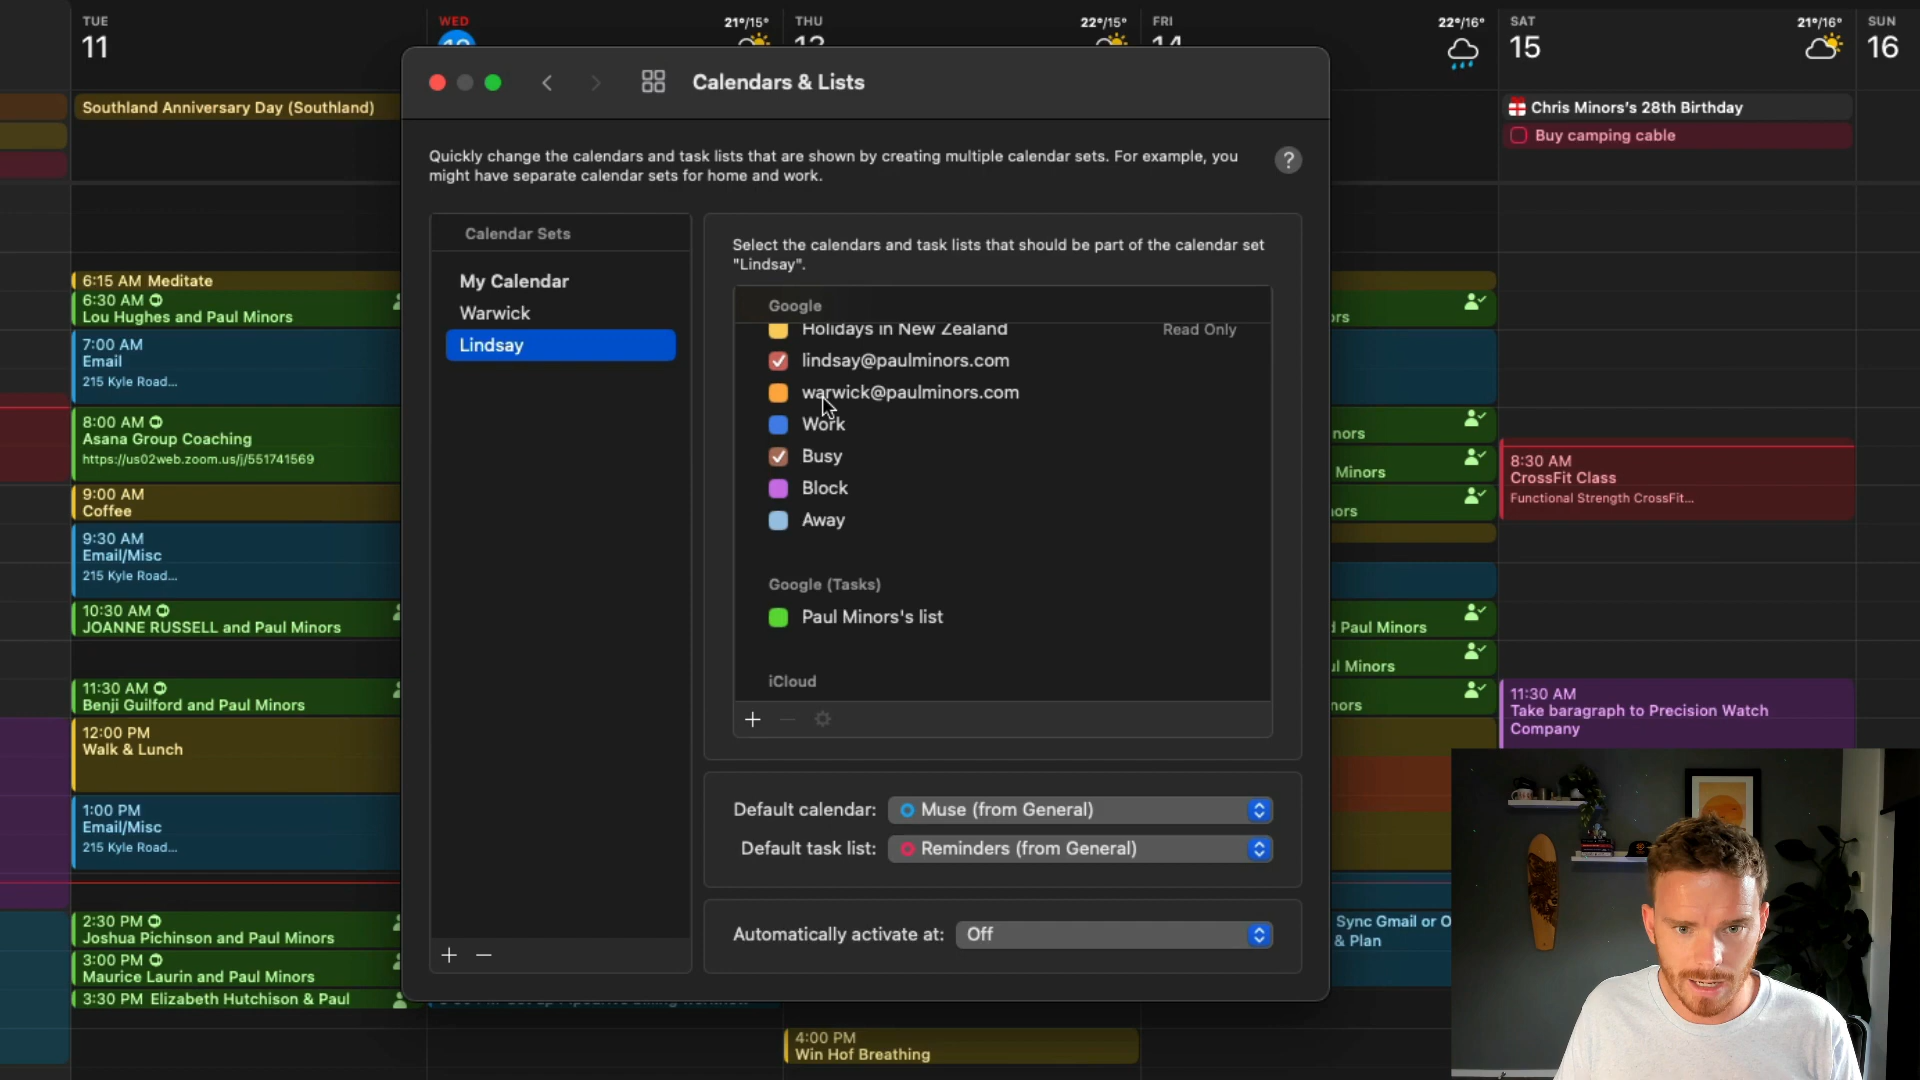 TUE
11
WED
21°/15°
THU
13
22°/15°
FRI
14
22°/16°
SAT
15
21°/16°
SUN
16
Southland Anniversary Day (Southland)
Chris Minors's 28th Birthday
Buy camping cable
Calendars & Lists
Quickly change the calendars and task lists that are shown by creating multiple calendar sets. For example, you
might have separate calendar sets for home and work.
?
Calendar Sets
My Calendar
Warwick
Lindsay
Select the calendars and task lists that should be part of the calendar set
"Lindsay".
Google
Holidays in New Zealand
Read Only
lindsay@paulminors.com
warwick@paulminors.com
Work
Busy
Block
Away
Google (Tasks)
Paul Minors's list
iCloud
Default calendar:
Muse (from General)
Default task list:
Reminders (from General)
Automatically activate at:
Off
6:15 AM Meditate
6:30 AM
Lou Hughes and Paul Minors
7:00 AM
Email
215 Kyle Road...
8:00 AM
Asana Group Coaching
https://us02web.zoom.us/j/551741569
9:00 AM
Coffee
9:30 AM
Email/Misc
215 Kyle Road...
10:30 AM
JOANNE RUSSELL and Paul Minors
11:30 AM
Benji Guilford and Paul Minors
12:00 PM
Walk & Lunch
1:00 PM
Email/Misc
215 Kyle Road...
2:30 PM
Joshua Pichinson and Paul Minors
3:00 PM
Maurice Laurin and Paul Minors
3:30 PM Elizabeth Hutchison & Paul
4:00 PM
Win Hof Breathing
ors
nors
Minors
ors
d Paul Minors
ul Minors
nors
Sync Gmail or O
& Plan
8:30 AM
CrossFit Class
Functional Strength CrossFit...
11:30 AM
Take baragraph to Precision Watch
Company